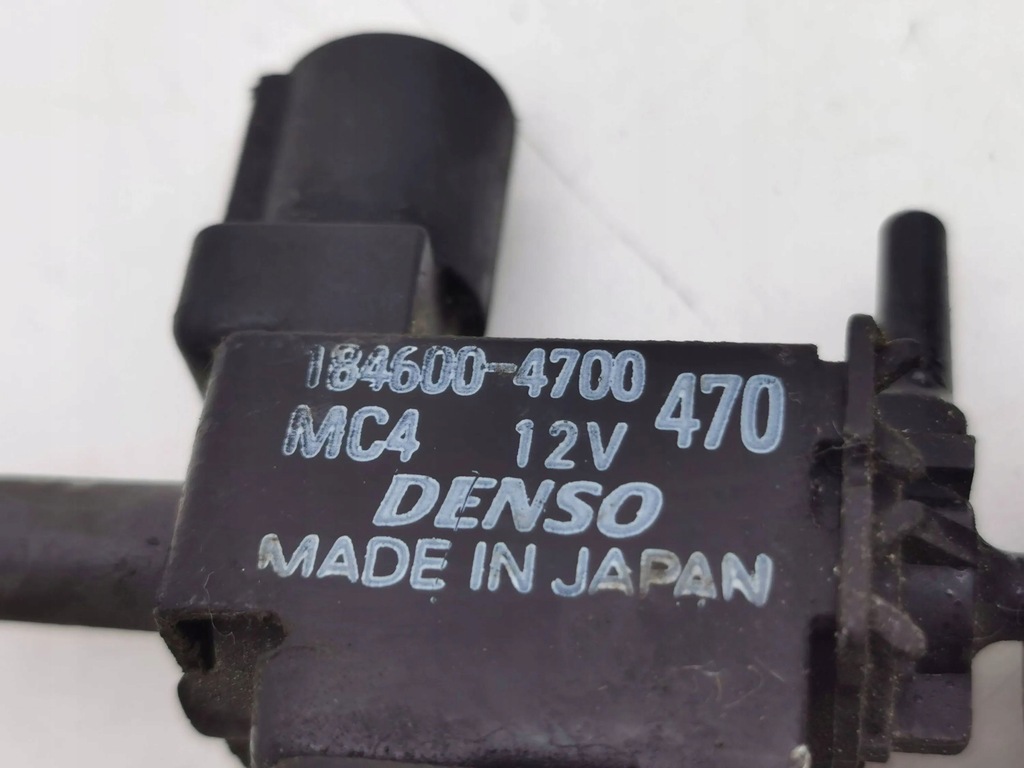 184600-4700 470
MC4 12V
DENSO
MADE IN JAPAN